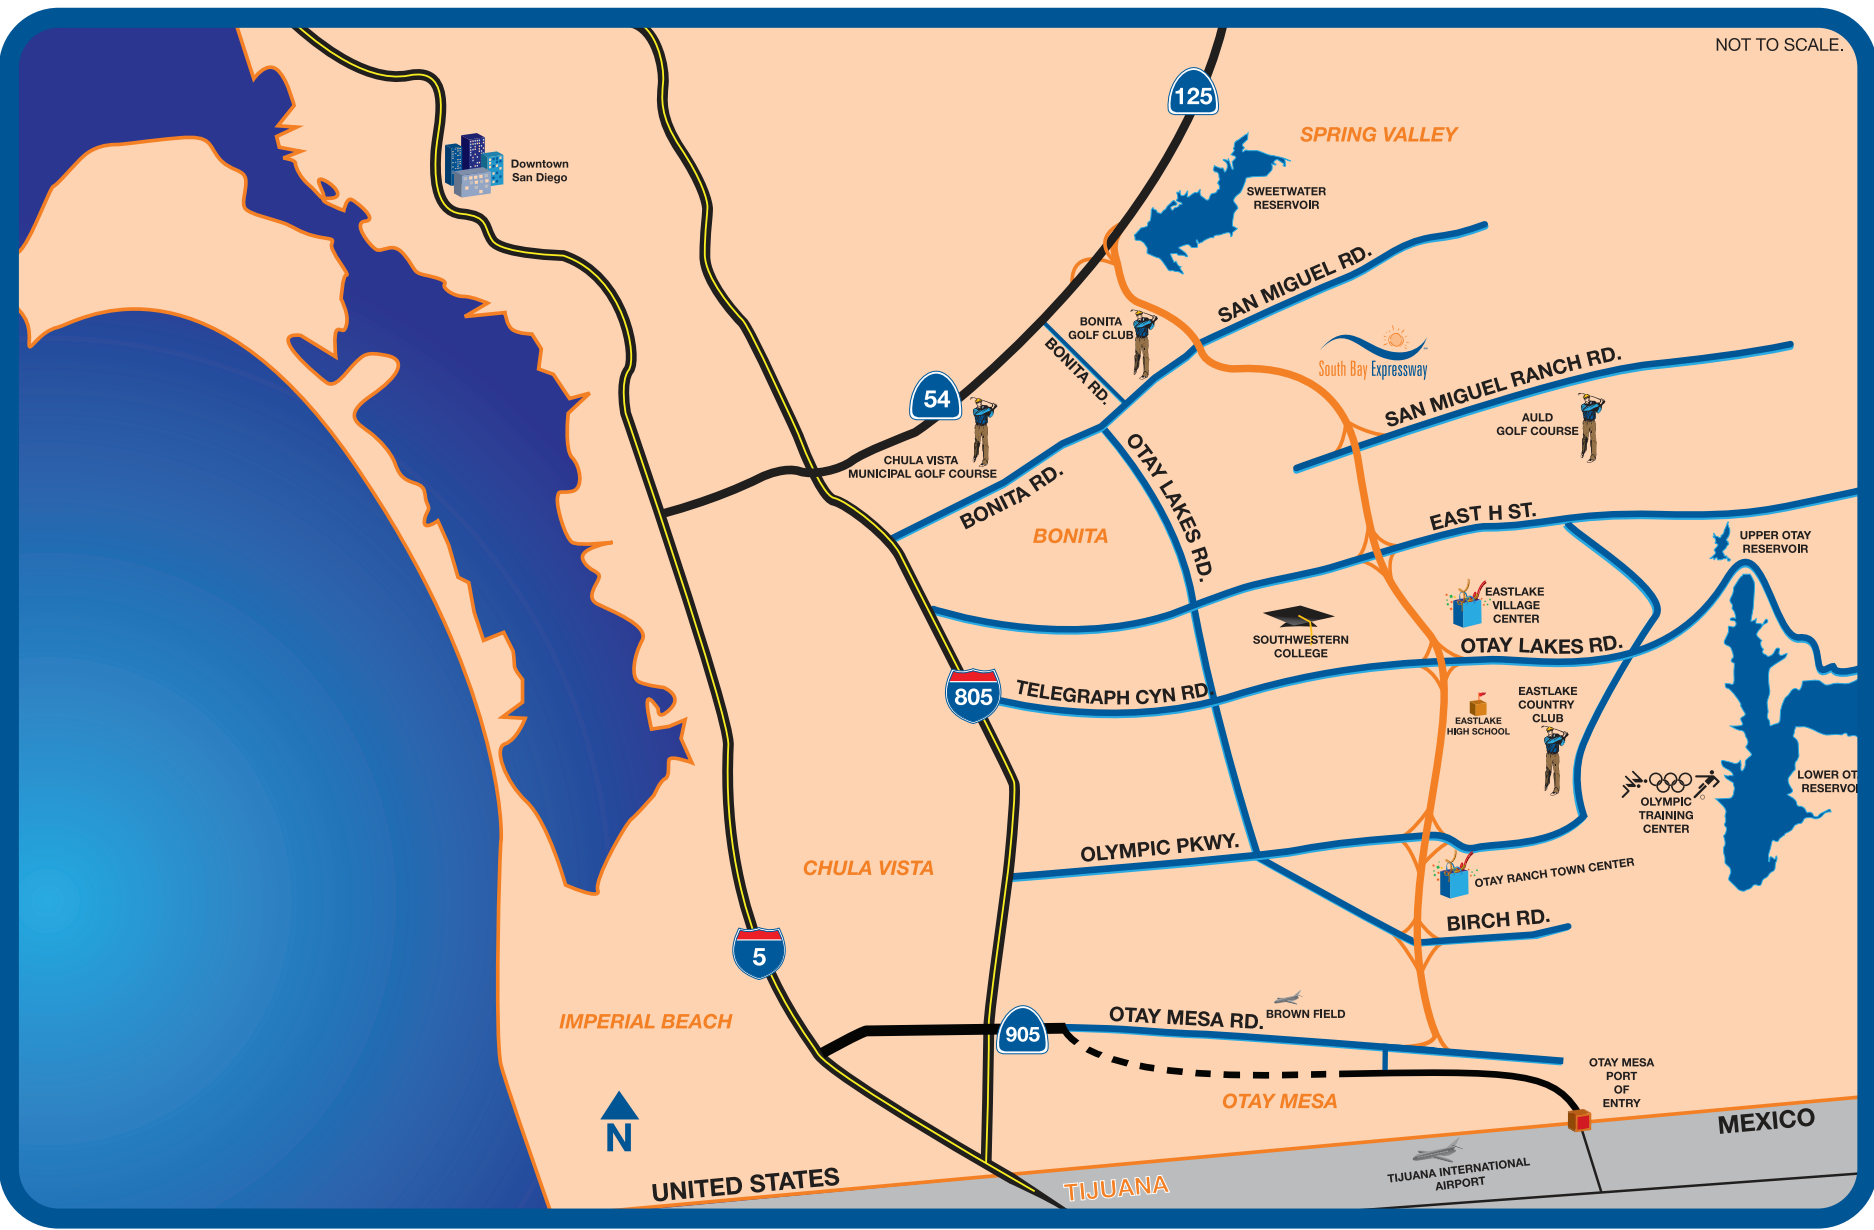 NOT TO SCALE.
125
SPRING VALLEY
Downtown
San Diego
SWEETWATER
RESERVOIR
SAN MIGUEL RD.
BONITA
GOLF CLUB
BONITA RD.
South Bay Expressway
SAN MIGUEL RANCH RD.
54
AULD
GOLF COURSE
CHULA VISTA
MUNICIPAL GOLF COURSE
BONITA RD.
OTAY LAKES RD.
EAST H ST.
BONITA
UPPER OTAY
RESERVOIR
EASTLAKE
VILLAGE
CENTER
SOUTHWESTERN
COLLEGE
OTAY LAKES RD.
805
TELEGRAPH CYN RD.
EASTLAKE
HIGH SCHOOL
EASTLAKE
COUNTRY
CLUB
LOWER OT
RESERVO
OLYMPIC
TRAINING
CENTER
OLYMPIC PKWY.
CHULA VISTA
OTAY RANCH TOWN CENTER
BIRCH RD.
5
IMPERIAL BEACH
905
OTAY MESA RD.
BROWN FIELD
OTAY MESA
PORT
OF
ENTRY
OTAY MESA
N
MEXICO
UNITED STATES
TIJUANA
TIJUANA INTERNATIONAL
AIRPORT